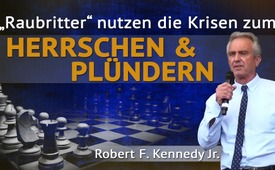 „Raubritter“ nutzen die Krisen zum
HERRSCHEN &
PLÜNDERN
Robert F. Kennedy Jr.